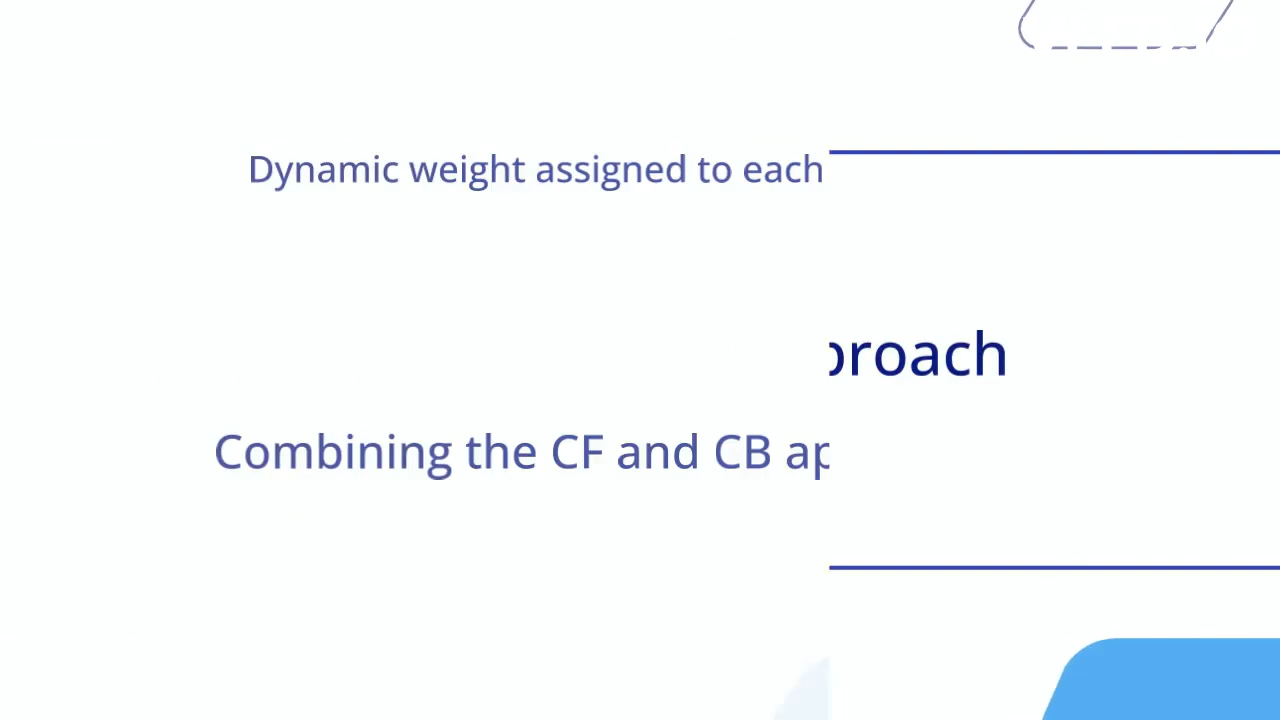 Dynamic weight assigned to each
proach
Combining the CF and CB ap